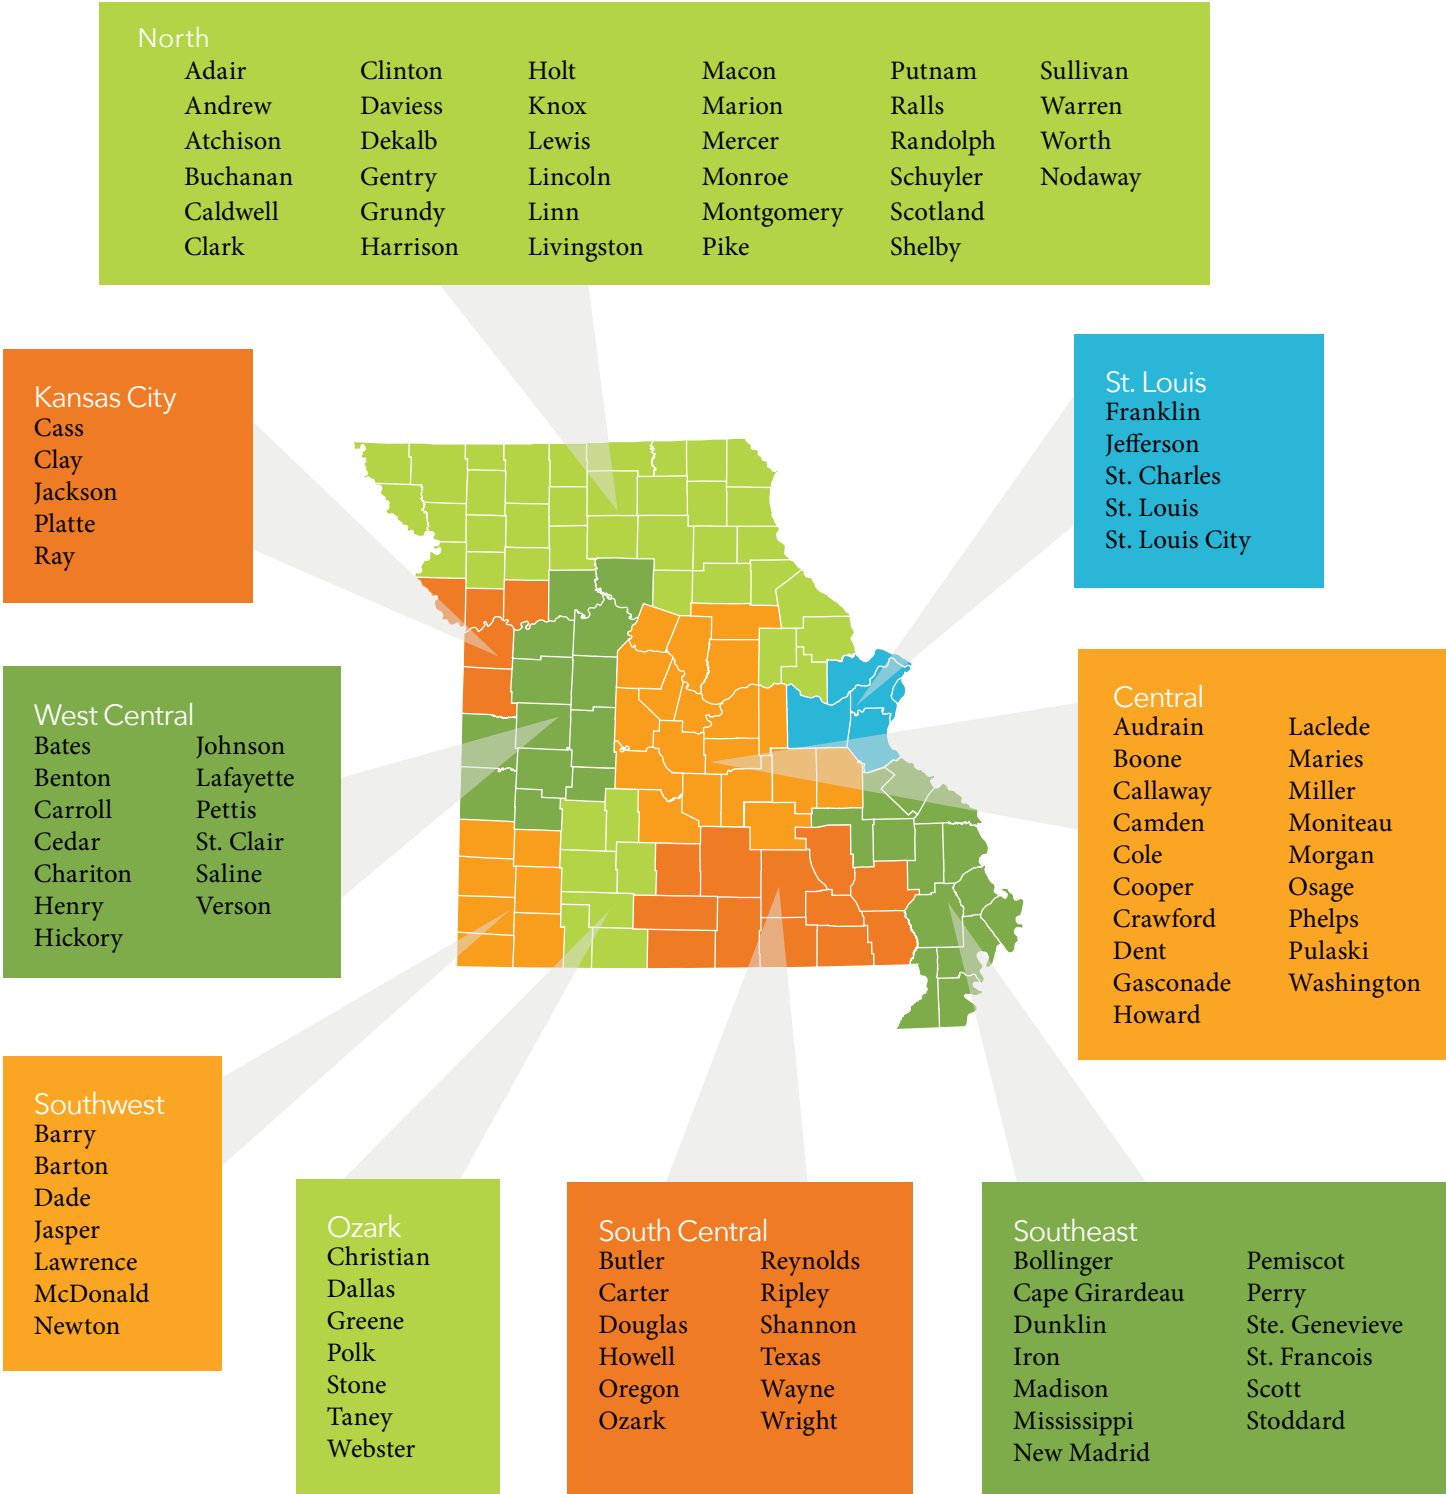 North
Adair
Andrew
Atchison
Buchanan
Caldwell
Clark
Clinton
Daviess
Dekalb
Gentry
Grundy
Harrison
Holt
Knox
Lewis
Lincoln
Linn
Livingston
Macon
Marion
Mercer
Monroe
Montgomery
Pike
Putnam
Ralls
Randolph
Schuyler
Scotland
Shelby
Sullivan
Warren
Worth
Nodaway
Kansas City
Cass
Clay
Jackson
Platte
Ray
St. Louis
Franklin
Jefferson
St. Charles
St. Louis
St. Louis City
West Central
Bates
Benton
Carroll
Cedar
Chariton
Henry
Hickory
Johnson
Lafayette
Pettis
St. Clair
Saline
Verson
Central
Audrain
Boone
Callaway
Camden
Cole
Cooper
Crawford
Dent
Gasconade
Howard
Laclede
Maries
Miller
Moniteau
Morgan
Osage
Phelps
Pulaski
Washington
Southwest
Barry
Barton
Dade
Jasper
Lawrence
McDonald
Newton
Ozark
Christian
Dallas
Greene
Polk
Stone
Taney
Webster
South Central
Butler
Carter
Douglas
Howell
Oregon
Ozark
Reynolds
Ripley
Shannon
Texas
Wayne
Wright
Southeast
Bollinger
Cape Girardeau
Dunklin
Iron
Madison
Mississippi
New Madrid
Pemiscot
Perry
Ste. Genevieve
St. Francois
Scott
Stoddard